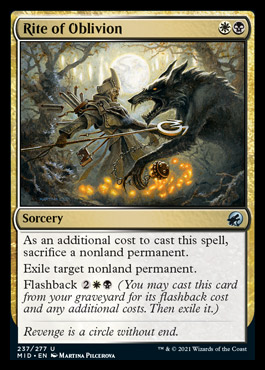 Rite of Oblivion
Sorcery
As an additional cost to cast this spell,
sacrifice a nonland permanent.
Exile target nonland permanent.
Flashback 2 (You may cast this card
from your graveyard for its flashback cost
and any additional costs. Then exile it.)
Revenge is a circle without end.
237/277 U
MID • EN MARTINA PILCEROVA
™ & © 2021 Wizards of the Coast